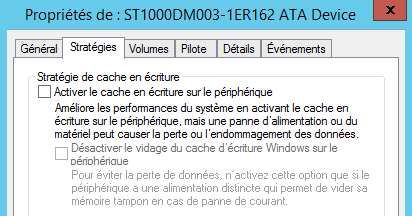 Propriétés de : ST1000DM003-1ER162 ATA Device
x
Général Stratégies Volumes Pilote Détails Événements
Stratégie de cache en écriture
Activer le cache en écriture sur le périphérique
Améliore les performances du système en activant le cache en
écriture sur le périphérique, mais une panne d'alimentation ou du
matériel peut causer la perte ou l'endommagement des données.
Désactiver le vidage du cache d'écriture Windows sur le
périphérique
Pour éviter la perte de données, n'activez cette option que si le
périphérique a une alimentation distincte qui permet de vider sa
mémoire tampon en cas de panne de courant.